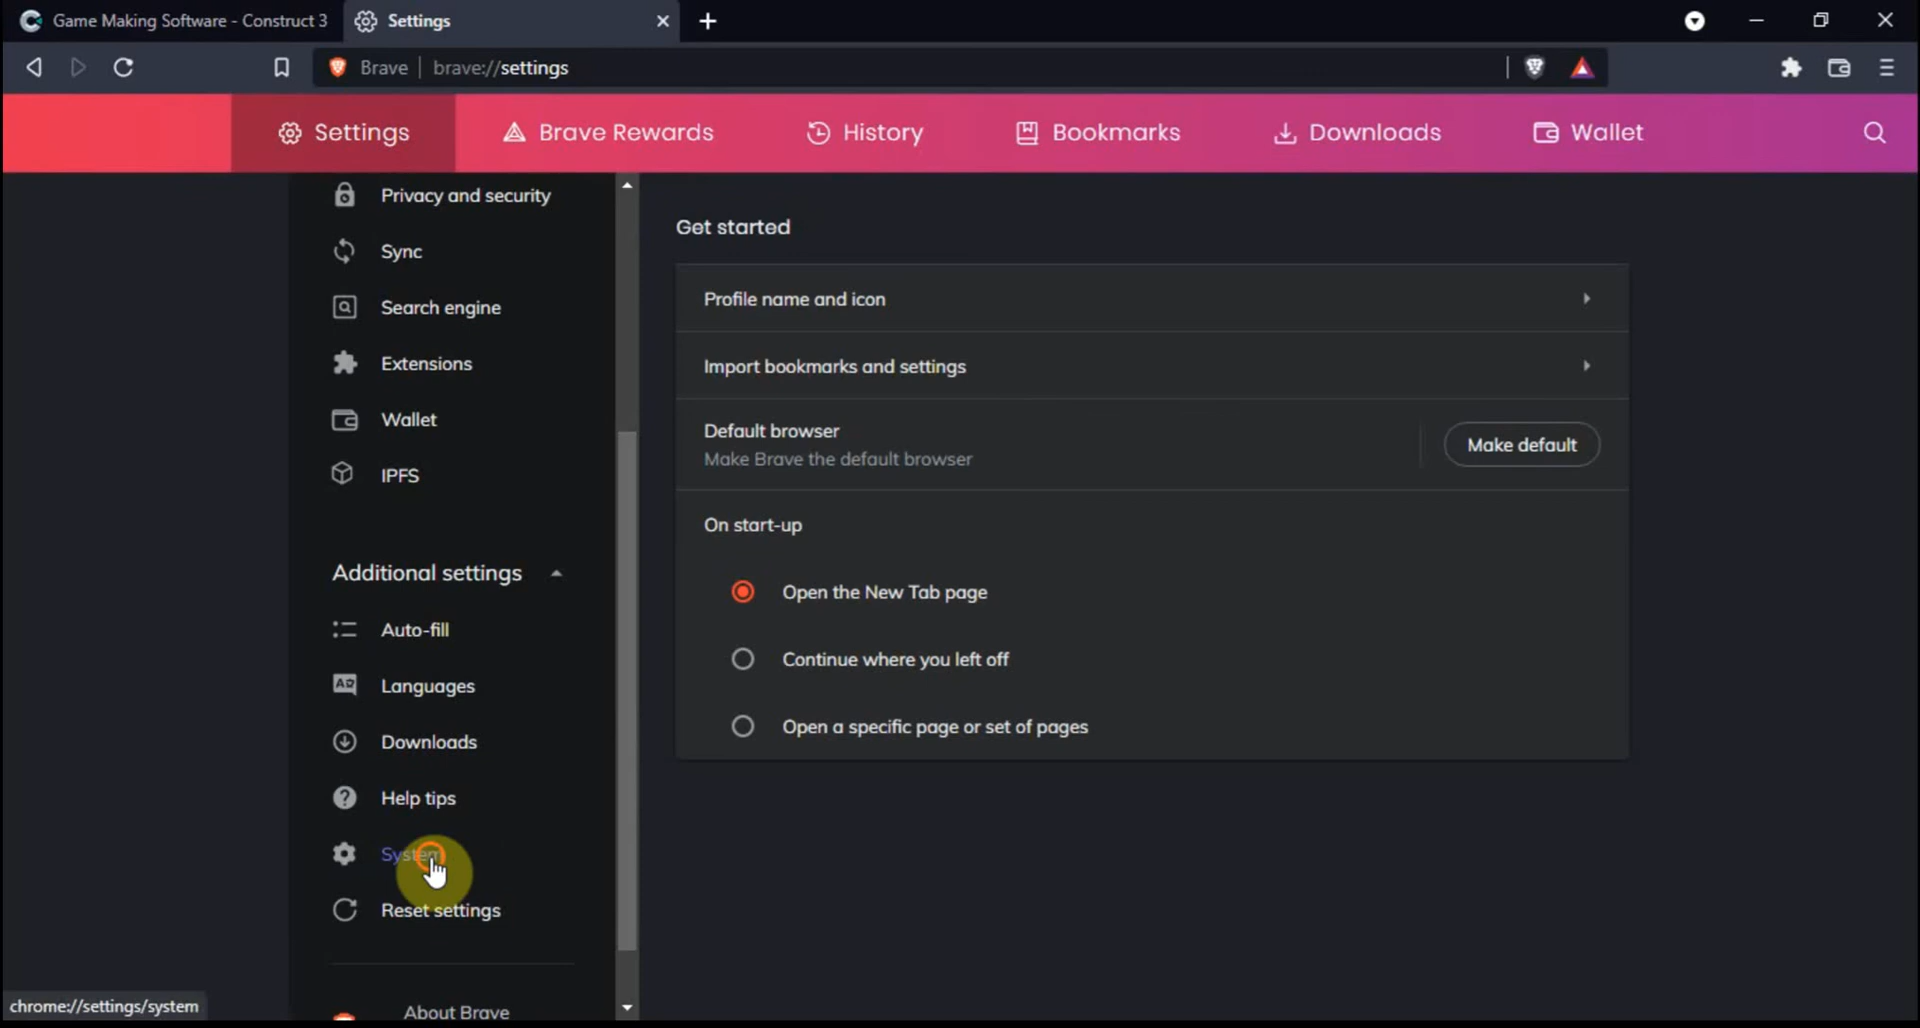 Game Making Software - Construct 3
Settings
Brave
brave://settings
Settings
Brave Rewards
History
Bookmarks
Downloads
Wallet
Privacy and security
Sync
Search engine
Extensions
Wallet
IPFS
Additional settings
Auto-fill
Languages
Downloads
Help tips
System
Reset settings
About Brave
Get started
Profile name and icon
Import bookmarks and settings
Default browser
Make Brave the default browser
Make default
On start-up
Open the New Tab page
Continue where you left off
Open a specific page or set of pages
chrome://settings/system